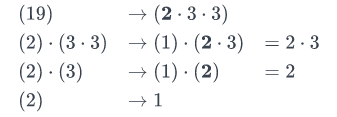 (19) → (𝟐 · 3 · 3)
(2) · (3 · 3) → (1) · (𝟐 · 3) = 2 · 3
(2) · (3) → (1) · (𝟐) = 2
(2) → 1